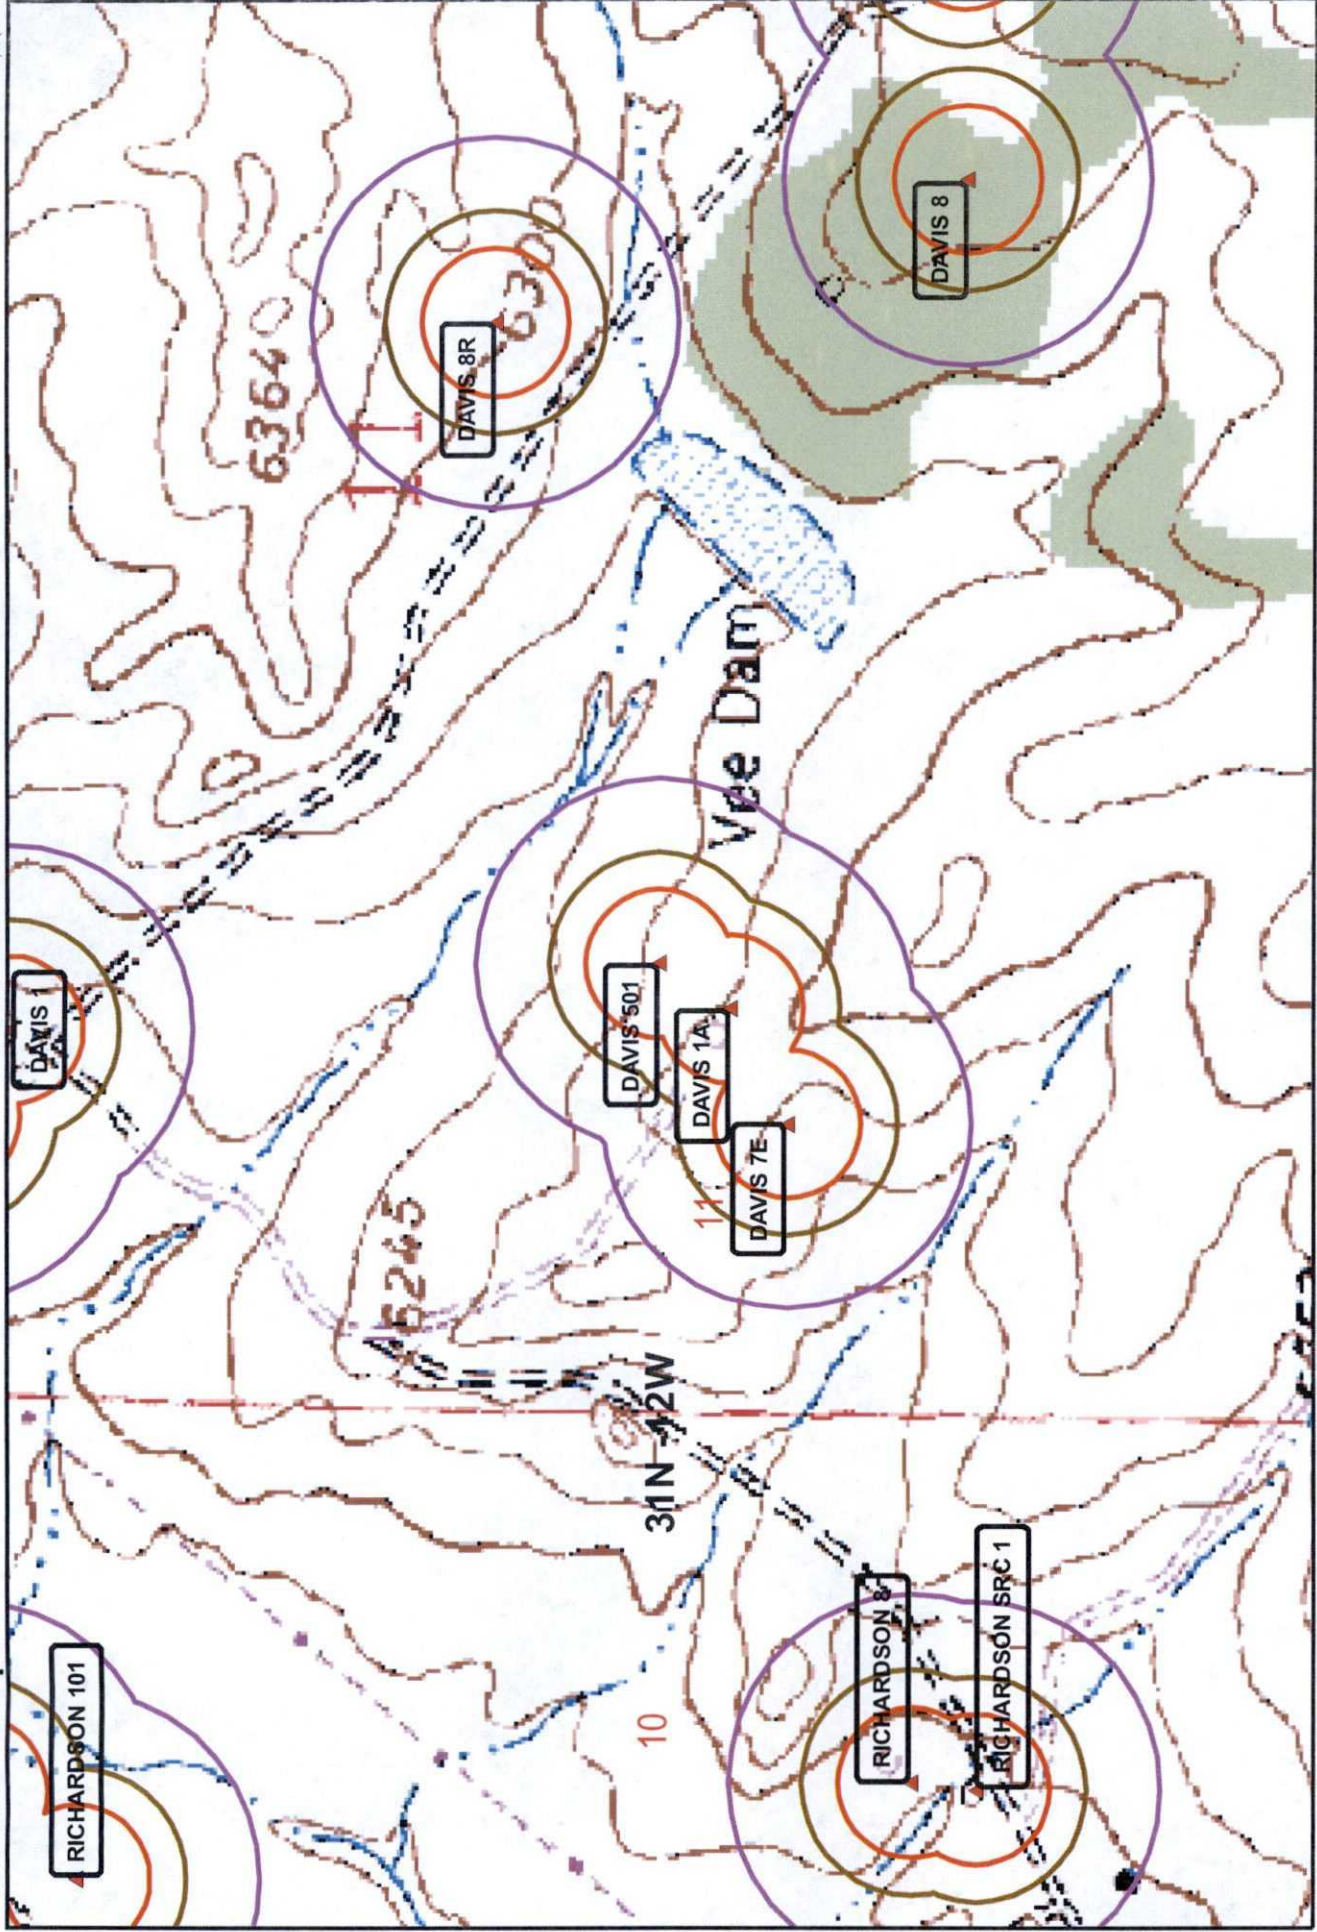 DAVIS 1
RICHARDSON 101
6364
11
DAVIS 8R
6300
6245
DAVIS 501
DAVIS 1A
DAVIS 7E
11
31N -12W
10
Vee Dam
DAVIS 8
RICHARDSON 8
RICHARDSON SRC 1